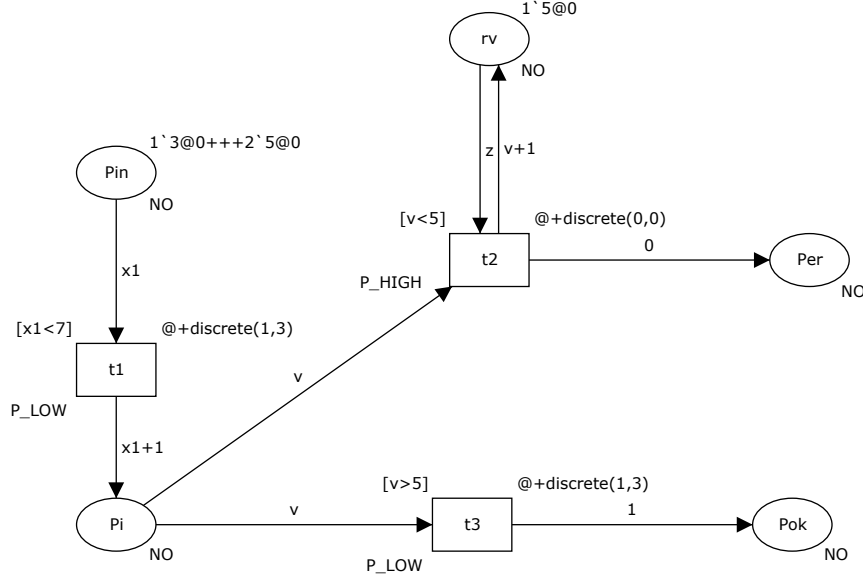 1`5@0
rv
NO
1`3@0+++2`5@0
Pin
NO
z
v+1
[v<5]
@+discrete(0,0)
t2
0
Per
NO
P_HIGH
x1
[x1<7]
@+discrete(1,3)
t1
P_LOW
v
x1+1
[v>5]
@+discrete(1,3)
Pi
NO
v
t3
1
Pok
NO
P_LOW